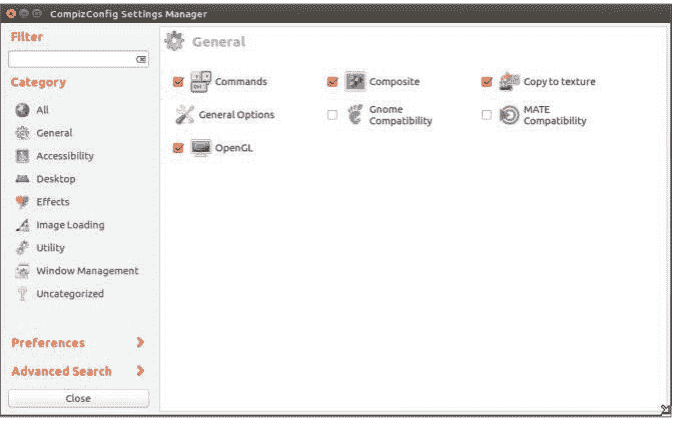 CompizConfig Settings Manager
Filter
Category
All
General
Accessibility
Desktop
Effects
Image Loading
Utility
Window Management
Uncategorized
Preferences
Advanced Search
Close
General
Commands
Composite
Copy to texture
General Options
Gnome
Compatibility
MATE
Compatibility
OpenGL